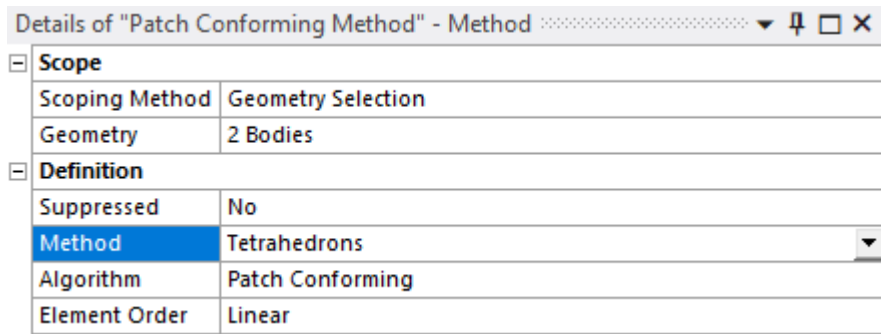 Details of "Patch Conforming Method" - Method
Scope
Scoping Method Geometry Selection
Geometry 2 Bodies
Definition
Suppressed No
Method Tetrahedrons
Algorithm Patch Conforming
Element Order Linear